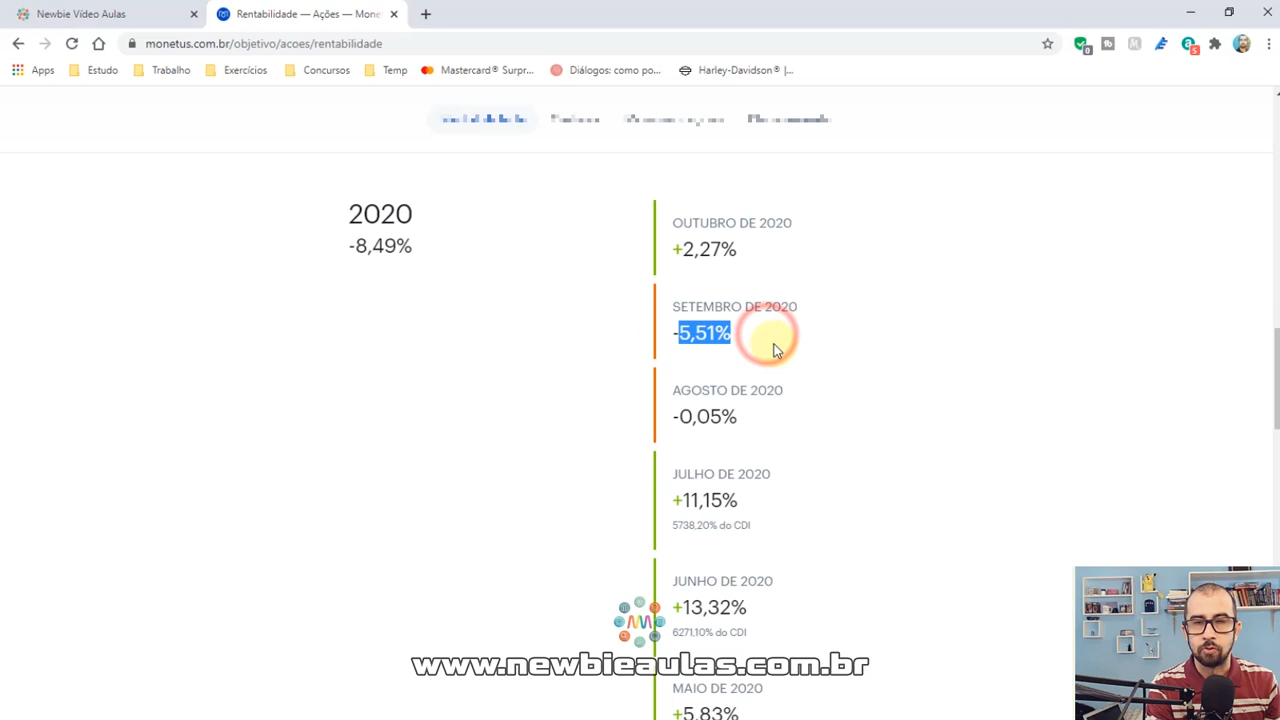 Newbie Vídeo Aulas
Rentabilidade — Ações — Mone
monetus.com.br/objetivo/acoes/rentabilidade
Apps Estudo Trabalho Exercícios Concursos Temp Mastercard® Surpr... Diálogos: como po... Harley-Davidson® |...
2020
-8,49%
OUTUBRO DE 2020
+2,27%
SETEMBRO DE 2020
-5,51%
AGOSTO DE 2020
-0,05%
JULHO DE 2020
+11,15%
5738,20% do CDI
JUNHO DE 2020
+13,32%
6271,10% do CDI
www.newbieaulas.com.br
MAIO DE 2020
+5,83%